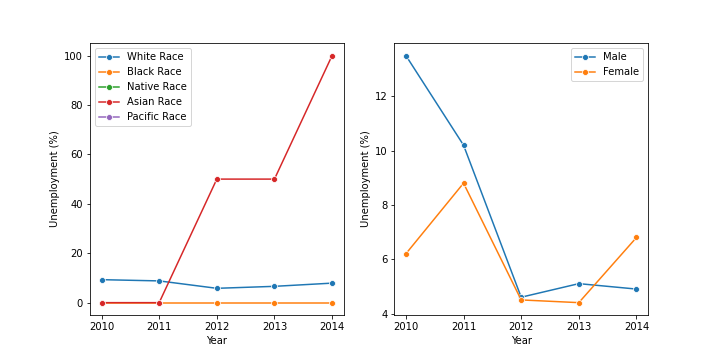 100
80
60
40
20
0
Unemployment (%)
White Race
Black Race
Native Race
Asian Race
Pacific Race
2010 2011 2012 2013 2014
Year
12
10
8
6
4
Unemployment (%)
Male
Female
2010 2011 2012 2013 2014
Year